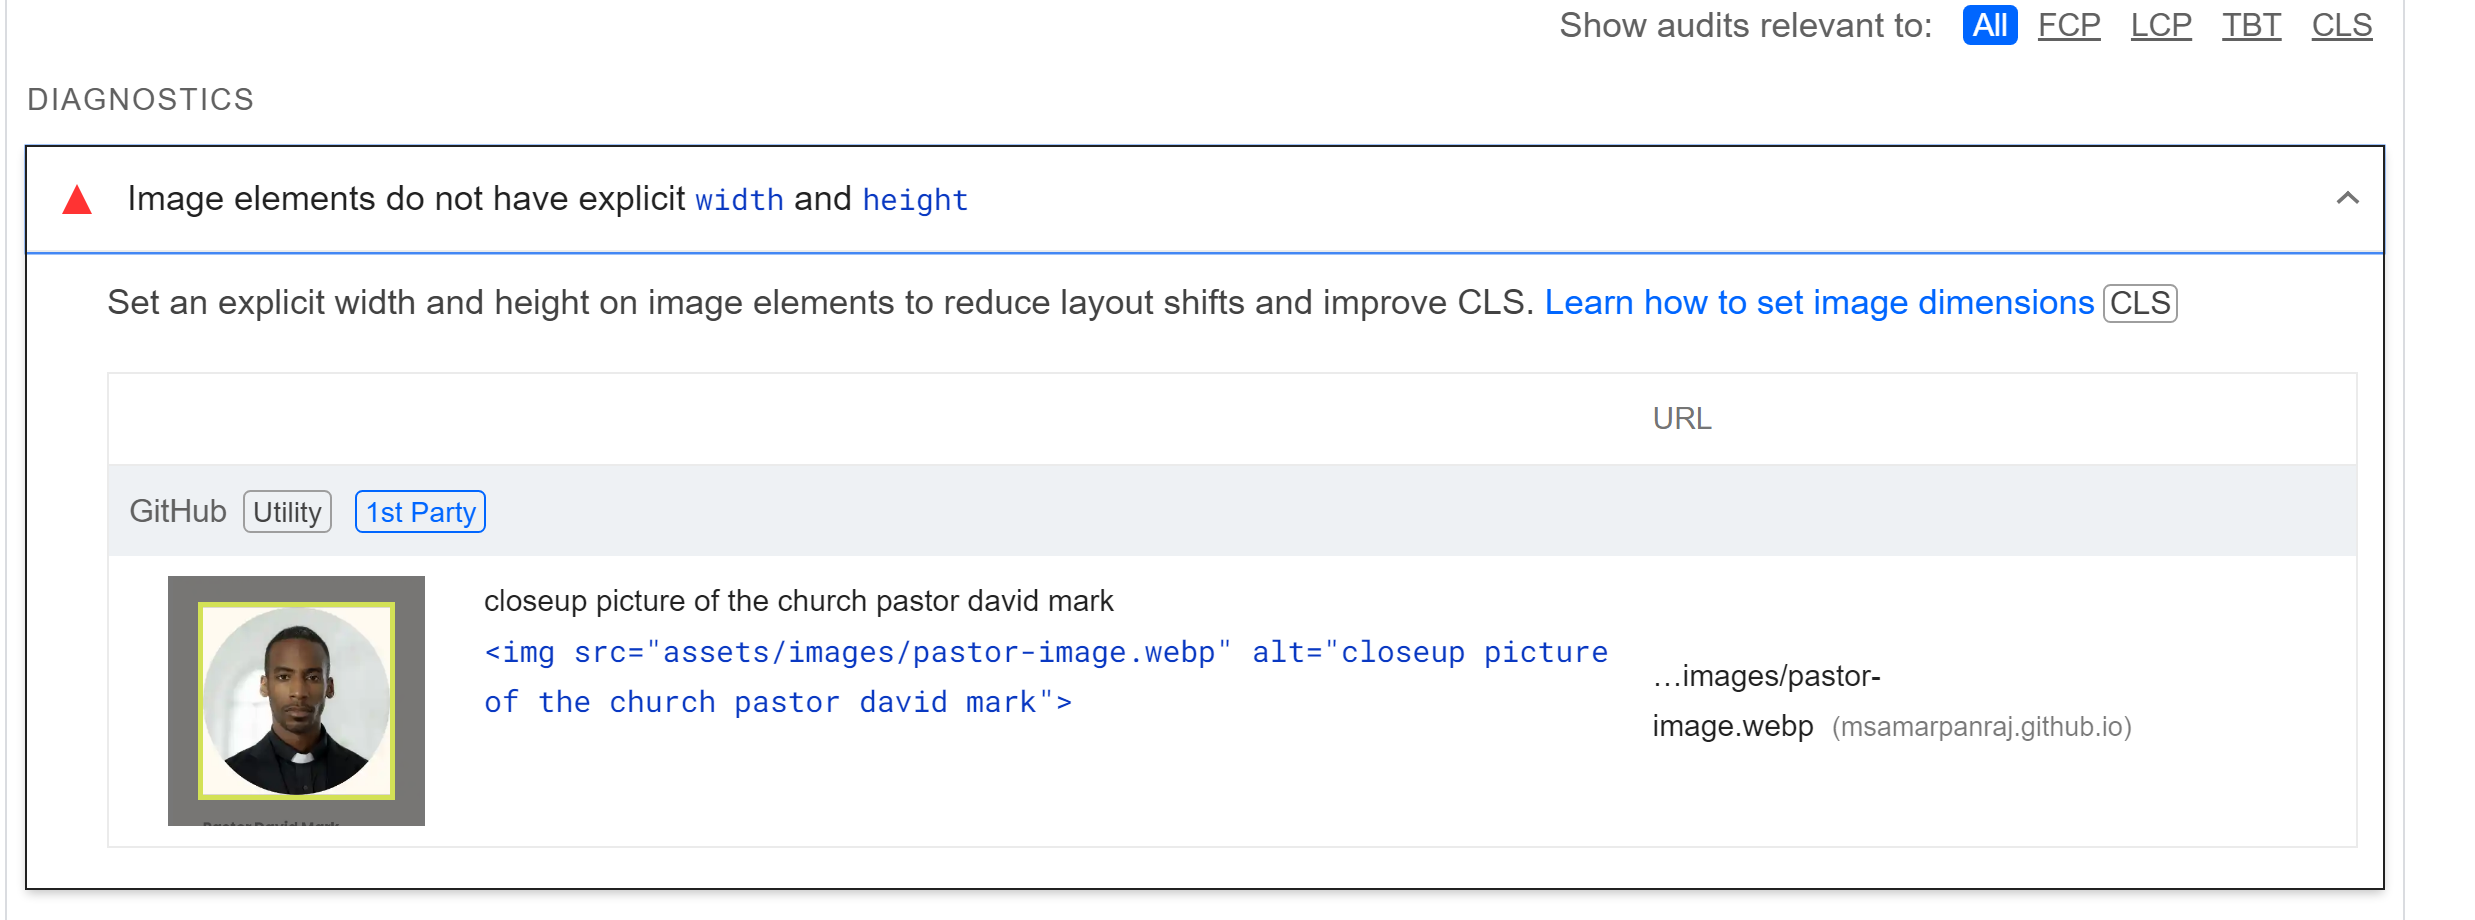 Show audits relevant to: All FCP LCP TBT CLS
DIAGNOSTICS
Image elements do not have explicit width and height
Set an explicit width and height on image elements to reduce layout shifts and improve CLS. Learn how to set image dimensions CLS
URL
GitHub Utility 1st Party
closeup picture of the church pastor david mark
<img src="assets/images/pastor-image.webp" alt="closeup picture
of the church pastor david mark">
…images/pastor-
image.webp (msamarpanraj.github.io)
Pastor David Mark